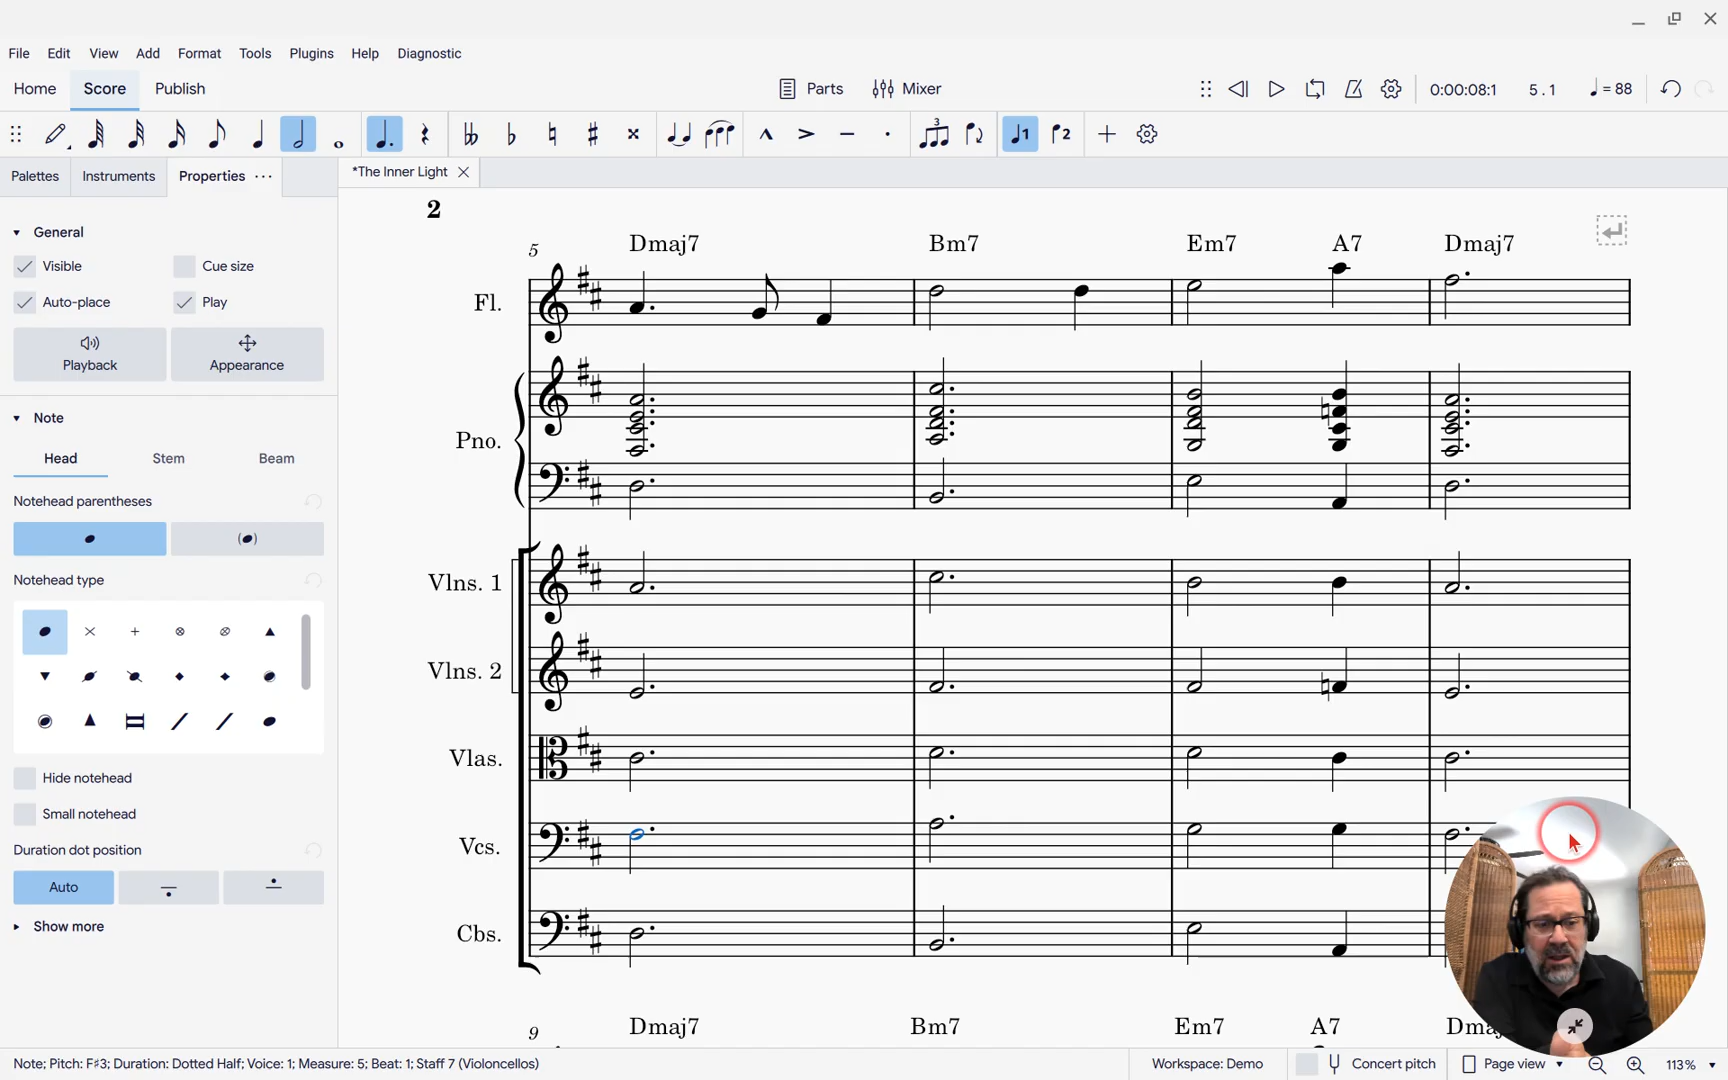 File Edit View Add Format Tools Plugins Help Diagnostic
Home Score Publish Parts Mixer 0:00:08:1 5 . 1 = 88
Palettes Instruments Properties ··· *The Inner Light
General
Visible Cue size
Auto-place Play
Playback Appearance
Note
Head Stem Beam
Notehead parentheses
Notehead type
Hide notehead
Small notehead
Duration dot position
Auto
Show more
2
5 Dmaj7 Bm7 Em7 A7 Dmaj7
Fl.
Pno.
Vlns. 1
Vlns. 2
Vlas.
Vcs.
Cbs.
9 Dmaj7 Bm7 Em7 A7
Note; Pitch: F♯3; Duration: Dotted Half; Voice: 1; Measure: 5; Beat: 1; Staff 7 (Violoncellos) Workspace: Demo Concert pitch Page view 113%